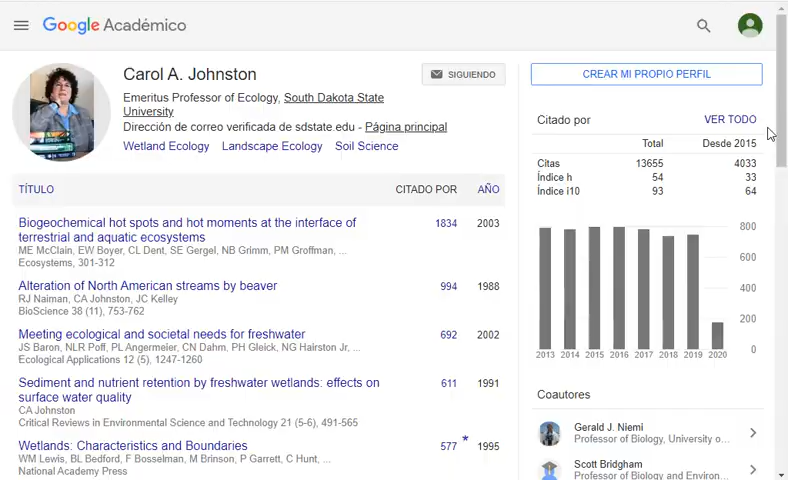 Google Académico
Carol A. Johnston
SIGUIENDO
Emeritus Professor of Ecology, South Dakota State
University
Dirección de correo verificada de sdstate.edu - Página principal
Wetland Ecology Landscape Ecology Soil Science
TÍTULO CITADO POR AÑO
Biogeochemical hot spots and hot moments at the interface of
terrestrial and aquatic ecosystems
1834 2003
ME McClain, EW Boyer, CL Dent, SE Gergel, NB Grimm, PM Groffman, ...
Ecosystems, 301-312
Alteration of North American streams by beaver 994 1988
RJ Naiman, CA Johnston, JC Kelley
BioScience 38 (11), 753-762
Meeting ecological and societal needs for freshwater 692 2002
JS Baron, NLR Poff, PL Angermeier, CN Dahm, PH Gleick, NG Hairston Jr, ...
Ecological Applications 12 (5), 1247-1260
Sediment and nutrient retention by freshwater wetlands: effects on
surface water quality
611 1991
CA Johnston
Critical Reviews in Environmental Science and Technology 21 (5-6), 491-565
Wetlands: Characteristics and Boundaries 577 * 1995
WM Lewis, BL Bedford, F Bosselman, M Brinson, P Garrett, C Hunt, ...
National Academy Press
CREAR MI PROPIO PERFIL
Citado por VER TODO
Total Desde 2015
Citas 13655 4033
Índice h 54 33
Índice i10 93 64
800
600
400
200
0
2013 2014 2015 2016 2017 2018 2019 2020
Coautores
Gerald J. Niemi
Professor of Biology, University o...
Scott Bridgham
Professor of Biology and Environ...